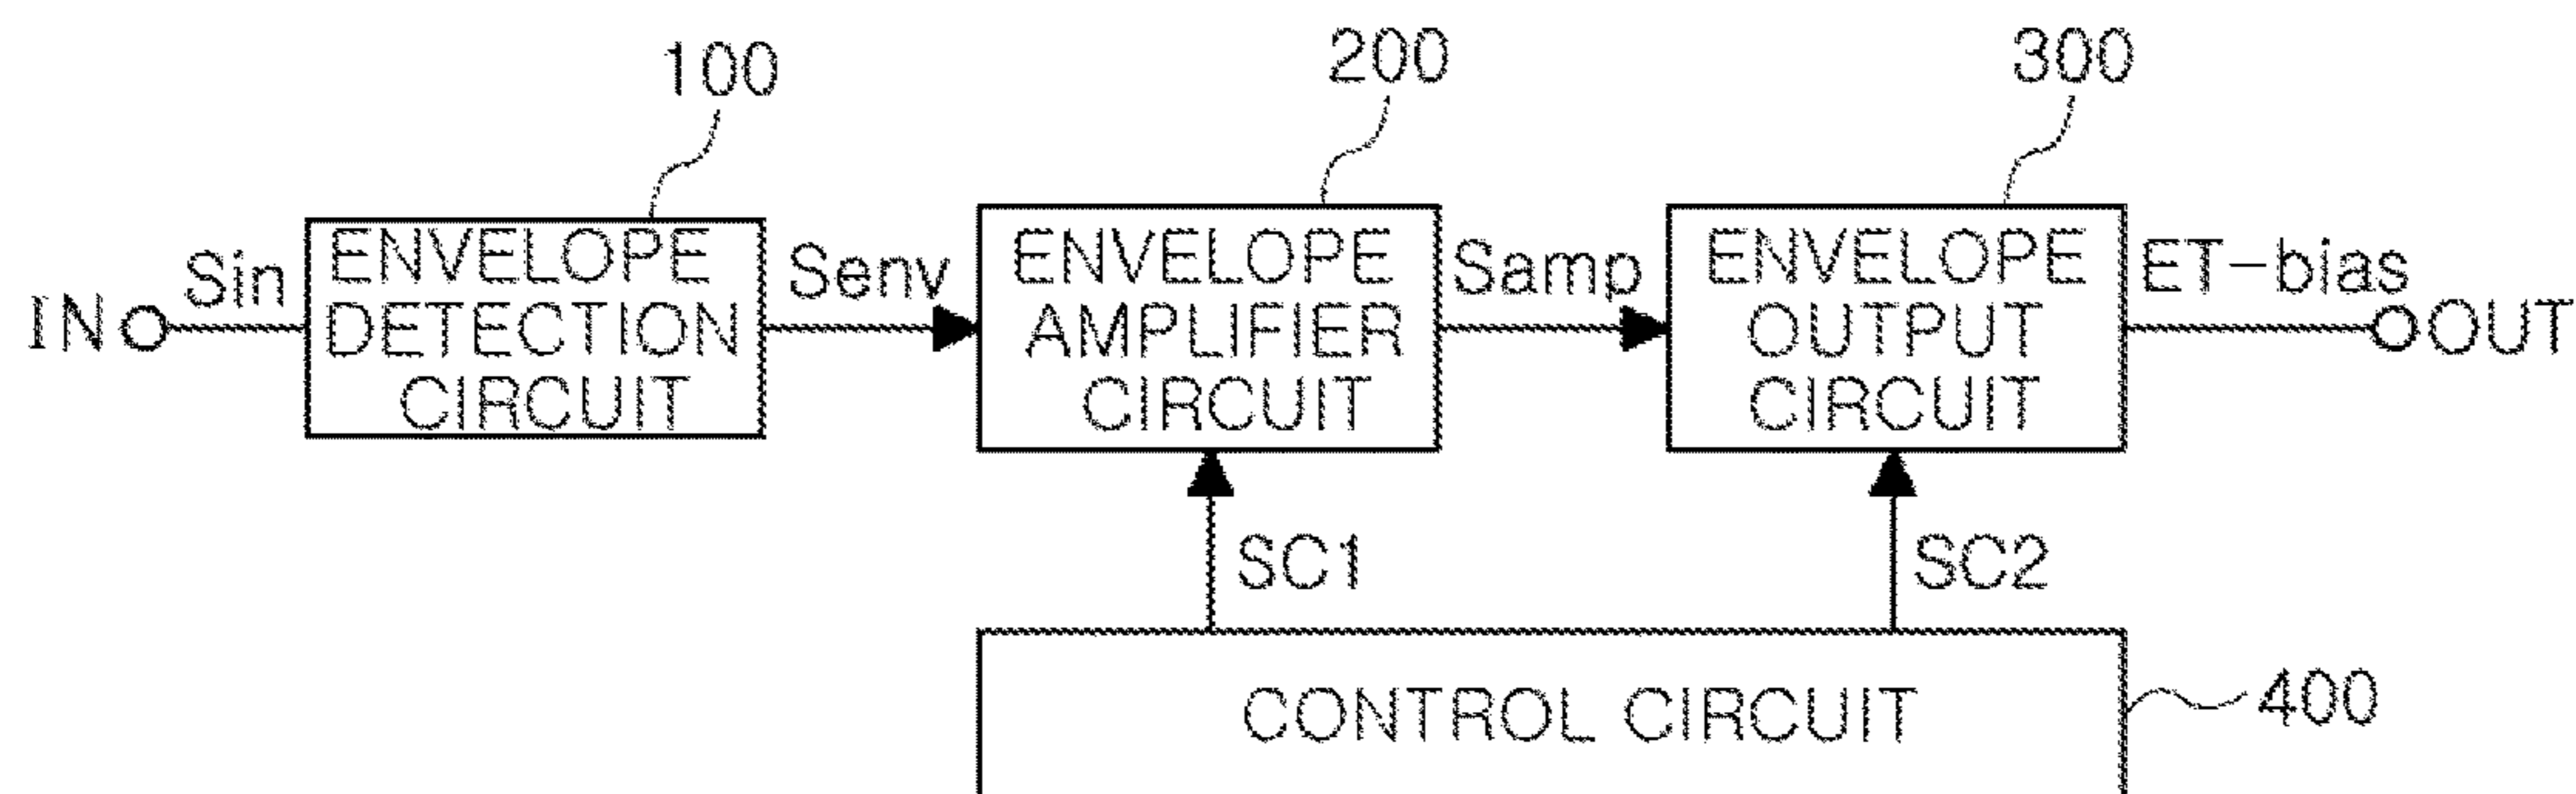 100
200
300
IN
Sin
ENVELOPE
DETECTION
CIRCUIT
Senv
ENVELOPE
AMPLIFIER
CIRCUIT
Samp
ENVELOPE
OUTPUT
CIRCUIT
ET-bias
OUT
SC1
SC2
CONTROL CIRCUIT
400